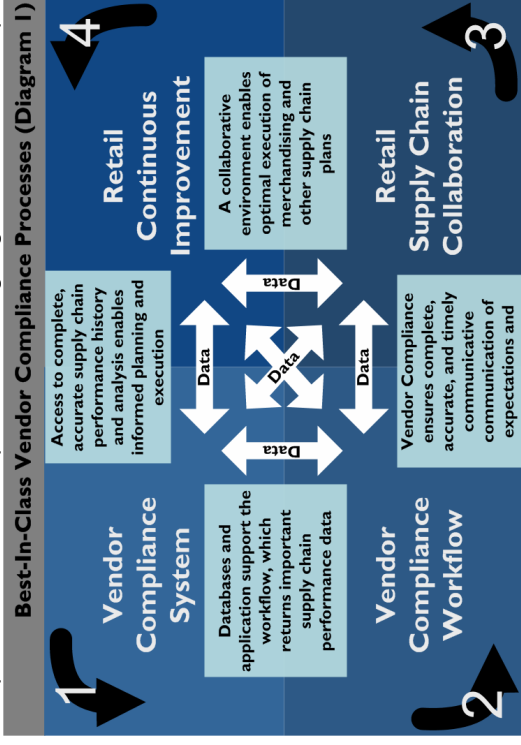 Best-In-Class Vendor Compliance Processes (Diagram 1)
1
Vendor
Compliance
System
Access to complete,
accurate supply chain
performance history
and analysis enables
informed planning and
execution
Retail
Continuous
Improvement
4
Databases and
application support the
workflow, which
returns important
supply chain
performance data
Data
Data
Data
Data
Data
A collaborative
environment enables
optimal execution of
merchandising and
other supply chain
plans
2
Vendor
Compliance
Workflow
Vendor Compliance
ensures complete,
accurate, and timely
communicative
communication of
expectations and
Retail
Supply Chain
Collaboration
3